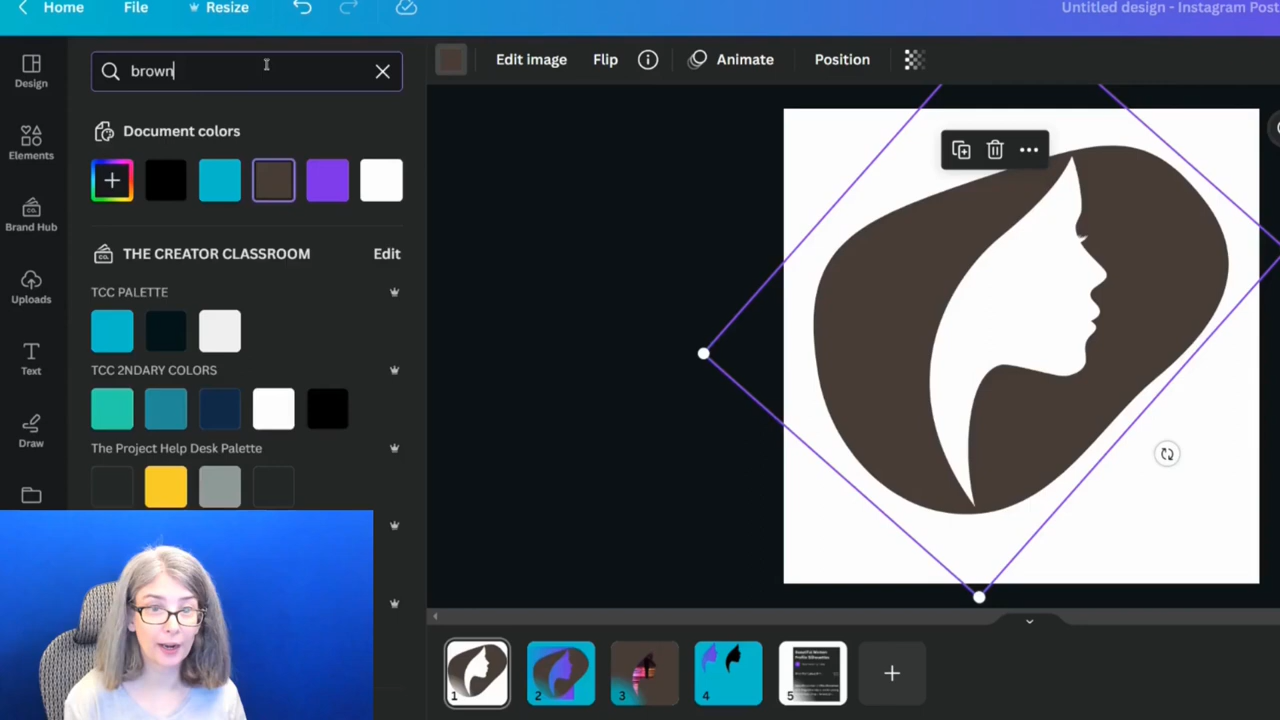 Home File Resize
Untitled design - Instagram Post
Design
Elements
Brand Hub
Uploads
Text
Draw
brown
Document colors
THE CREATOR CLASSROOM Edit
TCC PALETTE
TCC 2NDARY COLORS
The Project Help Desk Palette
Edit image Flip Animate Position
1 2 3 4 5